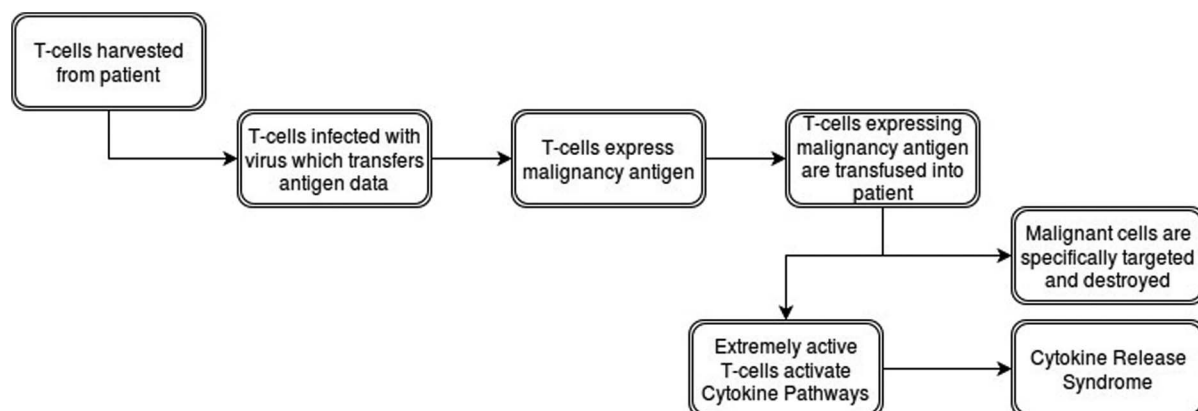 T-cells harvested
from patient
T-cells infected with
virus which transfers
antigen data
T-cells express
malignancy antigen
T-cells expressing
malignancy antigen
are transfused into
patient
Malignant cells are
specifically targeted
and destroyed
Extremely active
T-cells activate
Cytokine Pathways
Cytokine Release
Syndrome